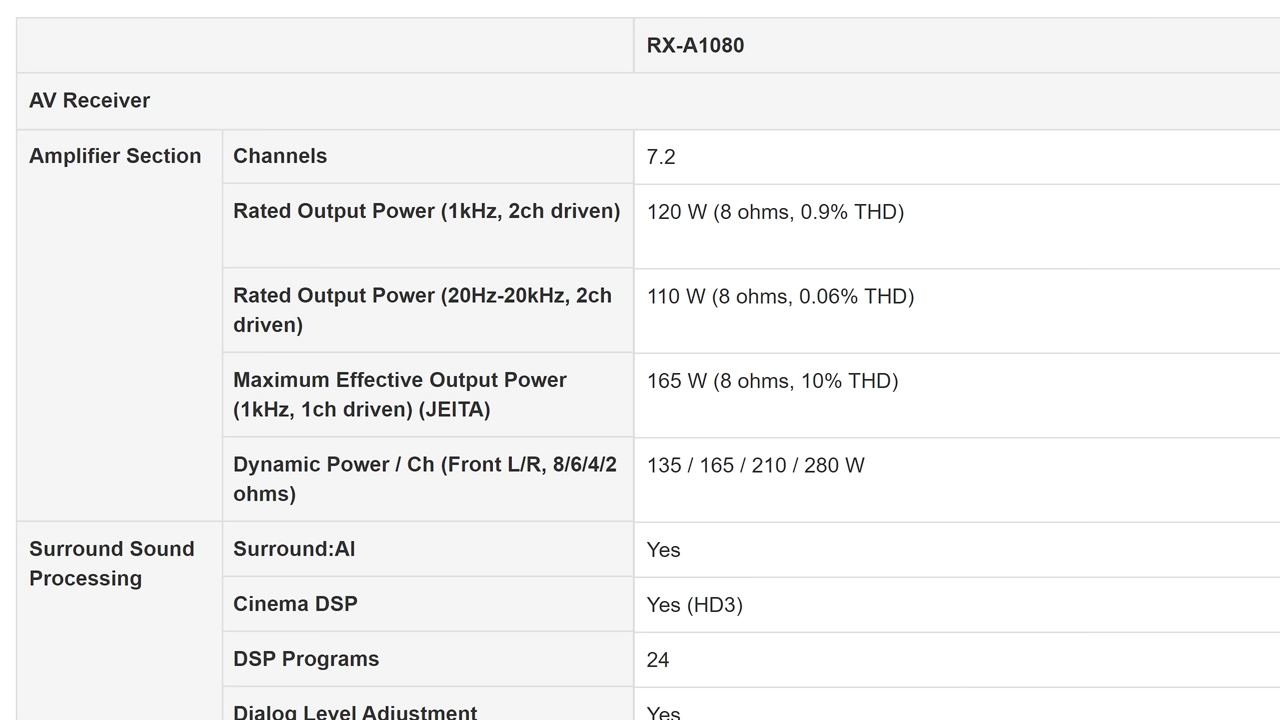 RX-A1080
AV Receiver
Amplifier Section
Channels
7.2
Rated Output Power (1kHz, 2ch driven)
120 W (8 ohms, 0.9% THD)
Rated Output Power (20Hz-20kHz, 2ch
driven)
110 W (8 ohms, 0.06% THD)
Maximum Effective Output Power
(1kHz, 1ch driven) (JEITA)
165 W (8 ohms, 10% THD)
Dynamic Power / Ch (Front L/R, 8/6/4/2
ohms)
135 / 165 / 210 / 280 W
Surround Sound
Processing
Surround:AI
Yes
Cinema DSP
Yes (HD3)
DSP Programs
24
Dialog Level Adjustment
Yes